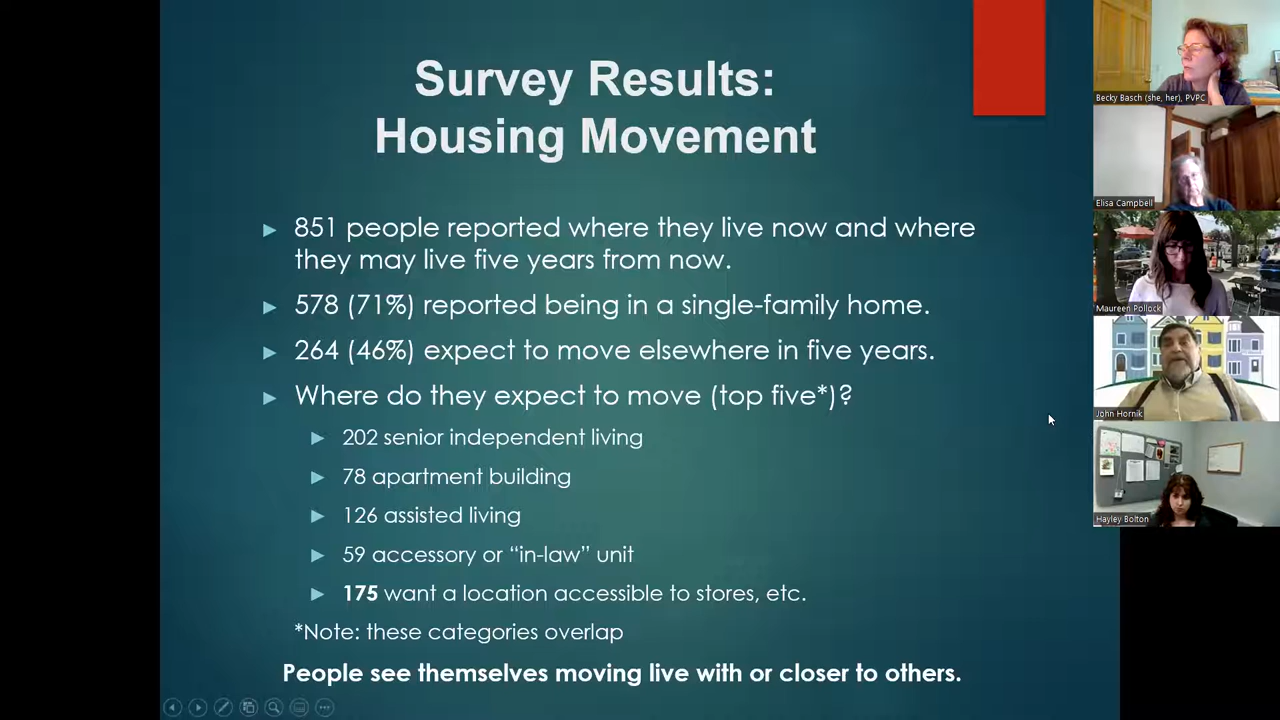 Survey Results:
Housing Movement
851 people reported where they live now and where
they may live five years from now.
578 (71%) reported being in a single-family home.
264 (46%) expect to move elsewhere in five years.
Where do they expect to move (top five*)?
202 senior independent living
78 apartment building
126 assisted living
59 accessory or “in-law” unit
175 want a location accessible to stores, etc.
*Note: these categories overlap
People see themselves moving live with or closer to others.
Becky Basch (she, her), PVPC
Elisa Campbell
Maureen Pollock
John Hornik
Hayley Bolton